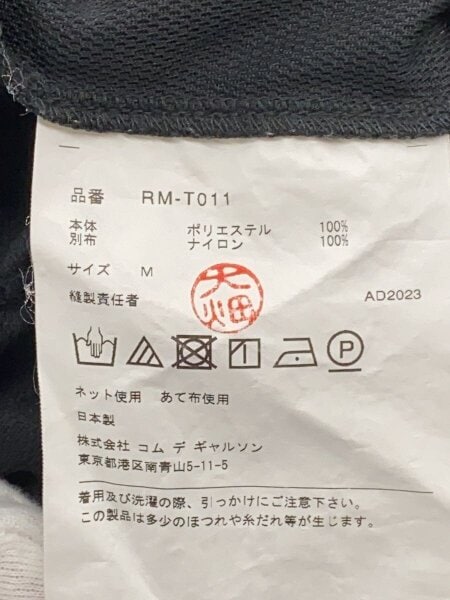 品番 RM-T011
本体 ポリエステル 100%
別布 ナイロン 100%
サイズ M
縫製責任者 大畑 AD2023
P
ネット使用 あて布使用
日本製
株式会社 コム デ ギャルソン
東京都港区南青山5-11-5
着用及び洗濯の際、引っかけにご注意下さい。
この製品は多少のほつれや糸だれ等が生じます。